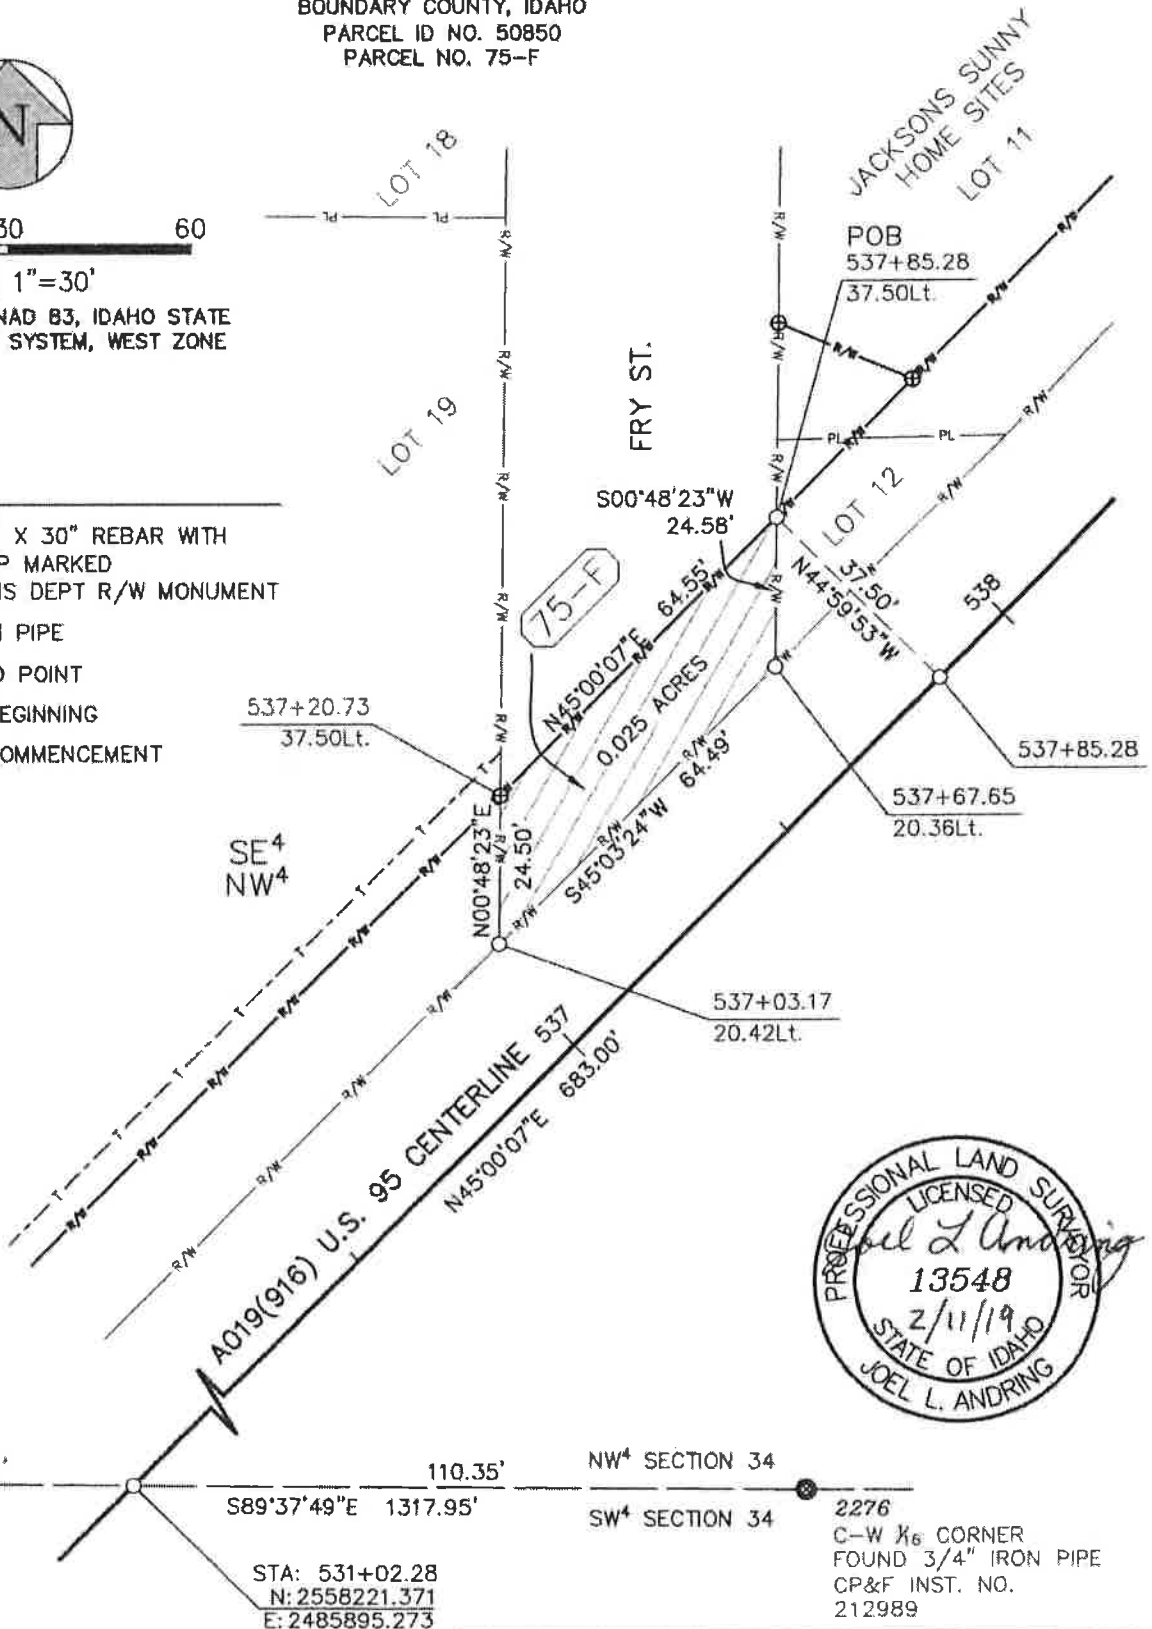 BOUNDARY COUNTY, IDAHO
PARCEL ID NO. 50850
PARCEL NO. 75-F
JACKSONS SUNNY
HOME SITES
LOT 11
LOT 18
N
30 60
1"=30'
NAD 83, IDAHO STATE
SYSTEM, WEST ZONE
POB
537+85.28
37.50Lt.
FRY ST.
LOT 19
LOT 12
S00°48'23"W
24.58'
X 30" REBAR WITH
P MARKED
IS DEPT R/W MONUMENT
PIPE
POINT
EGINNING
OMMENCEMENT
75-F
N45°00'07"E 64.55'
0.025 ACRES
S45°03'24"W 64.49'
37.50'
N44°59'53"W
538
537+20.73
37.50Lt.
N00°48'23"E
24.50'
537+85.28
537+67.65
20.36Lt.
SE4
NW4
537+03.17
20.42Lt.
A019(916) U.S. 95 CENTERLINE 537
N45°00'07"E 683.00'
PL PL
PL PL
R/W R/W R/W R/W R/W R/W
T T T T T T
PROFESSIONAL LAND SURVEYOR
LICENSED
Joel L Andring
13548
2/11/19
STATE OF IDAHO
JOEL L. ANDRING
110.35'
S89°37'49"E 1317.95'
NW4 SECTION 34
SW4 SECTION 34
2276
C-W 1/16 CORNER
FOUND 3/4" IRON PIPE
CP&F INST. NO.
212989
STA: 531+02.28
N: 2558221.371
E: 2485895.273